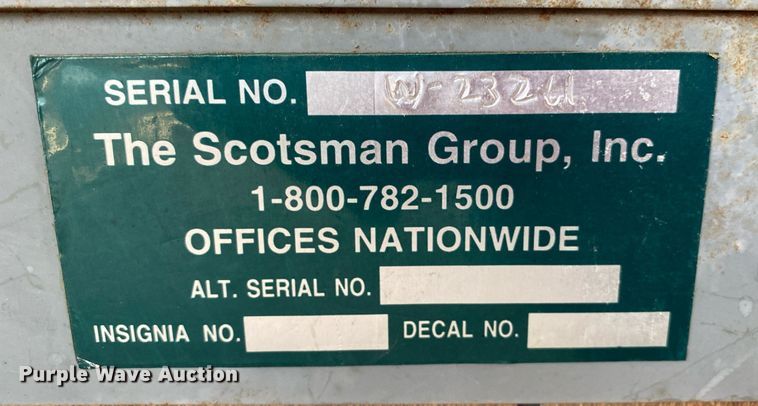 SERIAL NO. W-2324
The Scotsman Group, Inc.
1-800-782-1500
OFFICES NATIONWIDE
ALT. SERIAL NO.
INSIGNIA NO. DECAL NO.
Purple Wave Auction